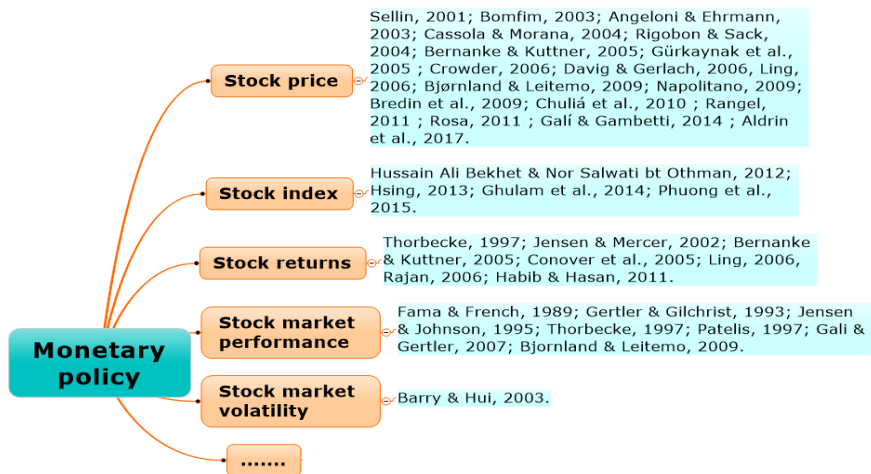 Sellin, 2001; Bomfim, 2003; Angeloni & Ehrmann,
2003; Cassola & Morana, 2004; Rigobon & Sack,
2004; Bernanke & Kuttner, 2005; Gürkaynak et al.,
2005 ; Crowder, 2006; Davig & Gerlach, 2006, Ling,
2006; Bjørnland & Leitemo, 2009; Napolitano, 2009;
Bredin et al., 2009; Chuliá et al., 2010 ; Rangel,
2011 ; Rosa, 2011 ; Galí & Gambetti, 2014 ; Aldrin
et al., 2017.
Stock price
Hussain Ali Bekhet & Nor Salwati bt Othman, 2012;
Hsing, 2013; Ghulam et al., 2014; Phuong et al.,
2015.
Stock index
Thorbecke, 1997; Jensen & Mercer, 2002; Bernanke
& Kuttner, 2005; Conover et al., 2005; Ling, 2006,
Rajan, 2006; Habib & Hasan, 2011.
Stock returns
Fama & French, 1989; Gertler & Gilchrist, 1993; Jensen
& Johnson, 1995; Thorbecke, 1997; Patelis, 1997; Gali &
Gertler, 2007; Bjornland & Leitemo, 2009.
Stock market
performance
Monetary
policy
Stock market
volatility
Barry & Hui, 2003.
.......